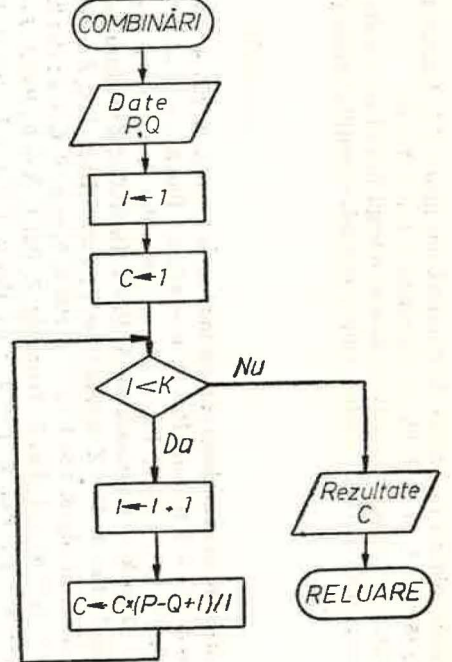 COMBINĂRI
Date
P,Q
I←1
C←1
I<K
Nu
Da
I←I+1
C←C*(P-Q+I)/I
Rezultate
C
RELUARE